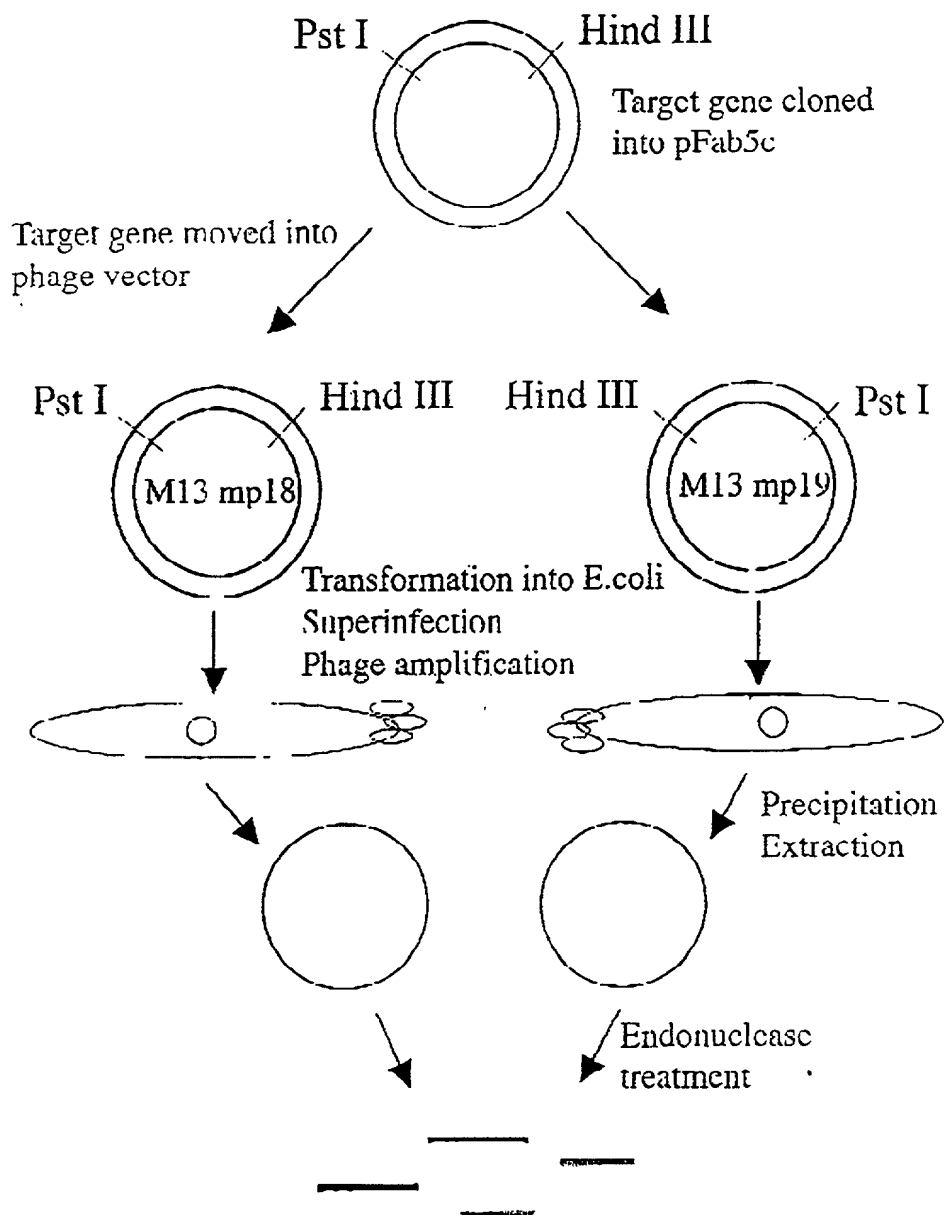 Pst I
Hind III
Target gene cloned
into pFab5c
Target gene moved into
phage vector
Pst I
Hind III
Hind III
Pst I
M13 mp18
M13 mp19
Transformation into E.coli
Superinfection
Phage amplification
Precipitation
Extraction
Endonuclease
treatment